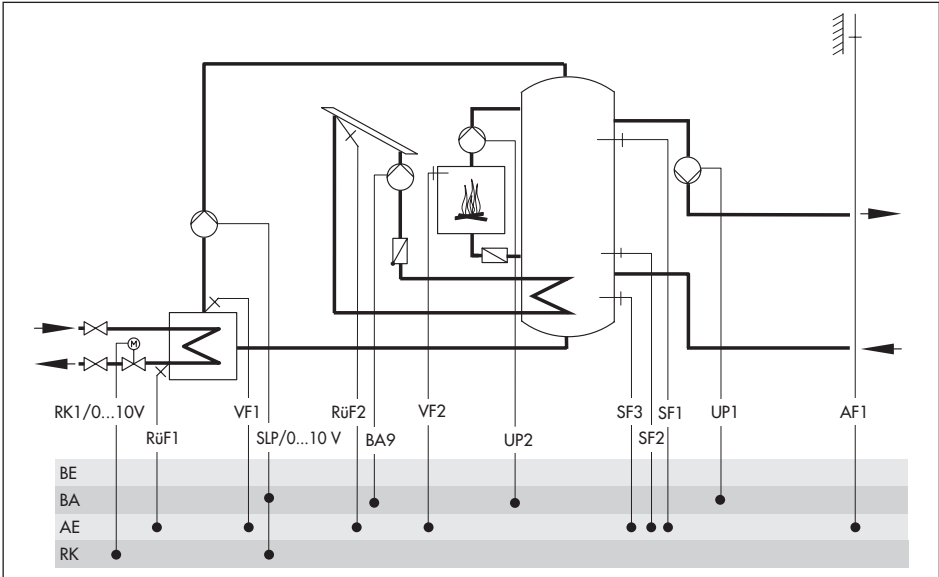 M
RK1/0...10V
VF1
RüF2
VF2
SF3
SF1
UP1
AF1
RüF1
SLP/0...10 V
BA9
UP2
SF2
BE
BA
AE
RK